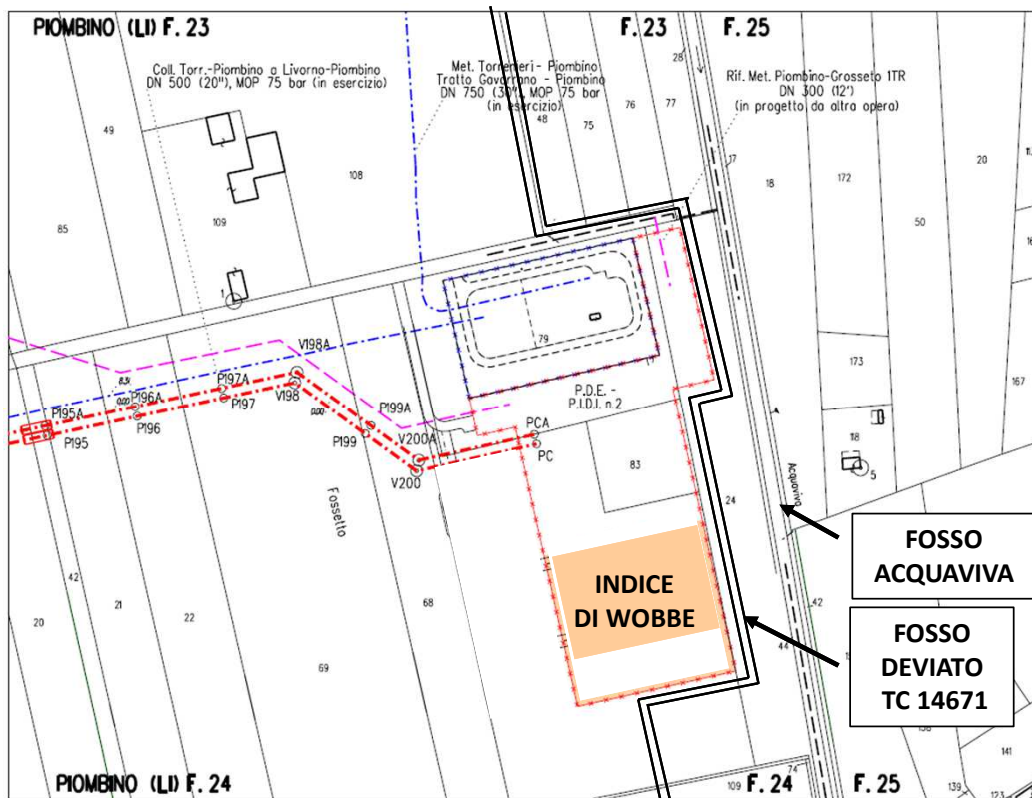 PIOMBINO (LI) F. 23
F. 23
F. 25
Coll. Torr.-Piombino a Livorno-Piombino
DN 500 (20"), MOP 75 bar (in esercizio)
Met. Torrenieri - Piombino
Tratto Gavorrano - Piombino
DN 750 (30"), MOP 75 bar
(in esercizio)
Rif. Met. Piombino-Grosseto 1TR
DN 300 (12")
(in progetto da altra opera)
28
49
48
75
76
77
17
18
172
20
50
108
109
85
1
79
173
167
P.D.E. -
P.I.D.I. n.2
V198A
V198
P197A
P197
P196A
P196
P195A
P195
P199A
P199
V200A
V200
PCA
PC
83
118
5
Fossetto
Acquaviva
24
42
20
21
22
68
69
INDICE
DI WOBBE
44
42
FOSSO
ACQUAVIVA
FOSSO
DEVIATO
TC 14671
141
139
123
109
74
PIOMBINO (LI) F. 24
F. 24
F. 25